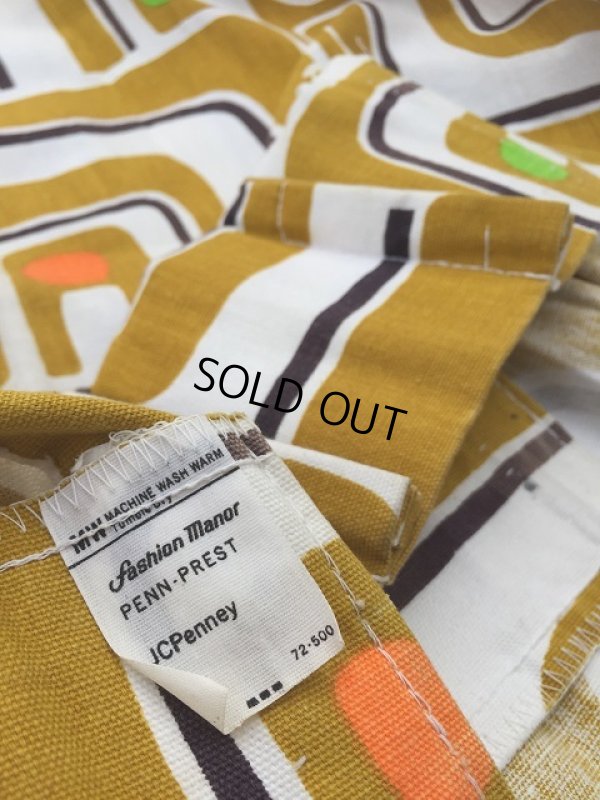 SOLD OUT
MW MACHINE WASH WARM
Tumble Dry
Fashion Manor
PENN-PREST
JCPenney
72-500